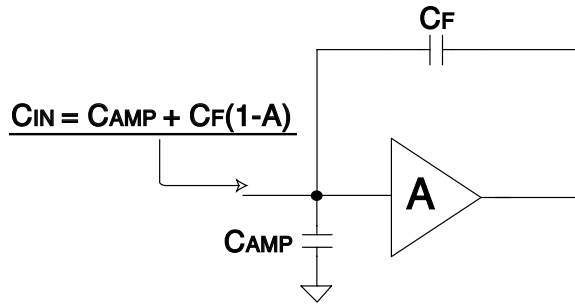 CF
CIN = CAMP + CF(1-A)
A
CAMP